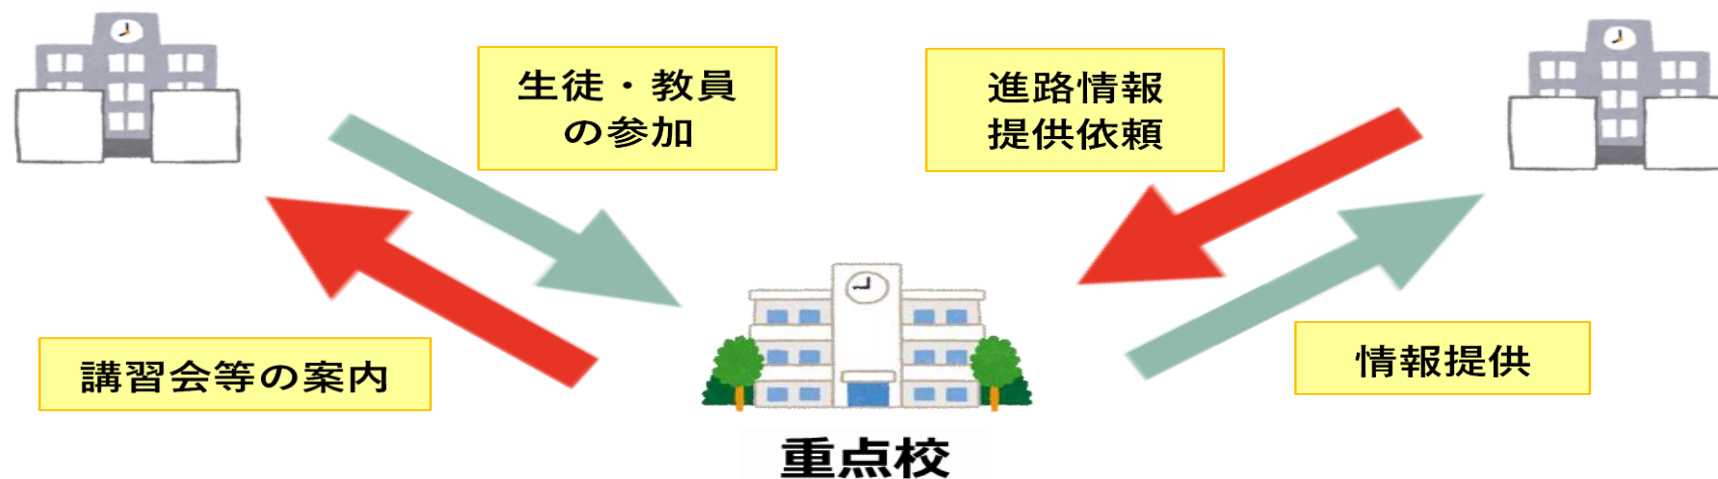 生徒・教員
の参加
進路情報
提供依頼
講習会等の案内
情報提供
重点校